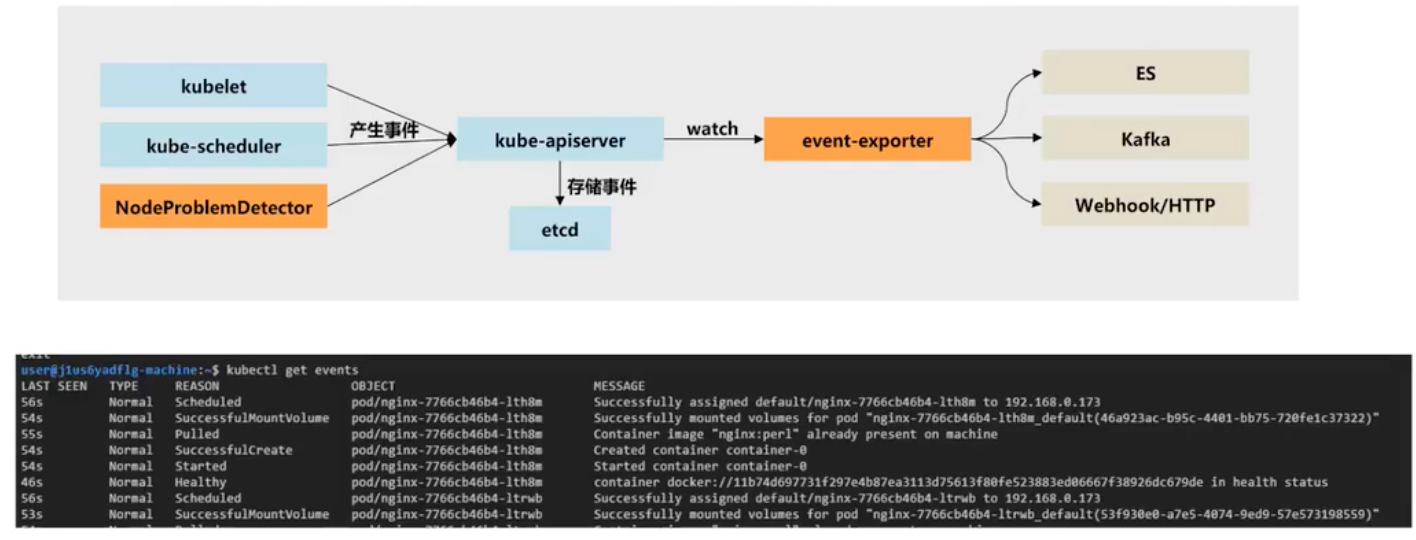 kubelet
kube-scheduler
NodeProblemDetector
产生事件
kube-apiserver
存储事件
etcd
watch
event-exporter
ES
Kafka
Webhook/HTTP
exit
user@j1us6yadflg-machine:~$ kubectl get events
LAST SEEN TYPE REASON OBJECT MESSAGE
56s Normal Scheduled pod/nginx-7766cb46b4-lth8m Successfully assigned default/nginx-7766cb46b4-lth8m to 192.168.0.173
54s Normal SuccessfulMountVolume pod/nginx-7766cb46b4-lth8m Successfully mounted volumes for pod "nginx-7766cb46b4-lth8m_default(46a923ac-b95c-4401-bb75-720fe1c37322)"
55s Normal Pulled pod/nginx-7766cb46b4-lth8m Container image "nginx:perl" already present on machine
54s Normal SuccessfulCreate pod/nginx-7766cb46b4-lth8m Created container container-0
54s Normal Started pod/nginx-7766cb46b4-lth8m Started container container-0
46s Normal Healthy pod/nginx-7766cb46b4-lth8m container docker://11b74d697731f297e4b87ea3113d75613f80fe523883ed06667f38926dc679de in health status
56s Normal Scheduled pod/nginx-7766cb46b4-ltrwb Successfully assigned default/nginx-7766cb46b4-ltrwb to 192.168.0.173
53s Normal SuccessfulMountVolume pod/nginx-7766cb46b4-ltrwb Successfully mounted volumes for pod "nginx-7766cb46b4-ltrwb_default(53f930e0-a7e5-4074-9ed9-57e573198559)"